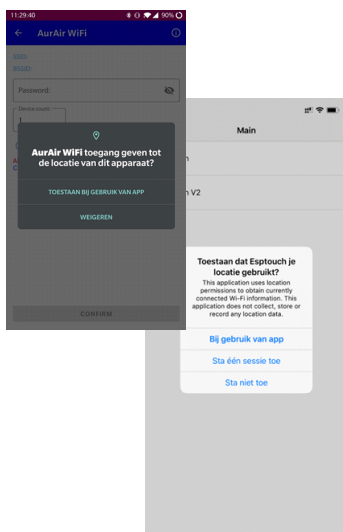 11:29:40
90%
AurAir WiFi
SSID:
BSSID:
Password:
Device count:
1
AurAir WiFi toegang geven tot
de locatie van dit apparaat?
TOESTAAN BIJ GEBRUIK VAN APP
WEIGEREN
CONFIRM
Main
n
n V2
Toestaan dat Esptouch je
locatie gebruikt?
This application uses location
permissions to obtain currently
connected Wi-Fi information. This
application does not collect, store or
record any location data.
Bij gebruik van app
Sta één sessie toe
Sta niet toe